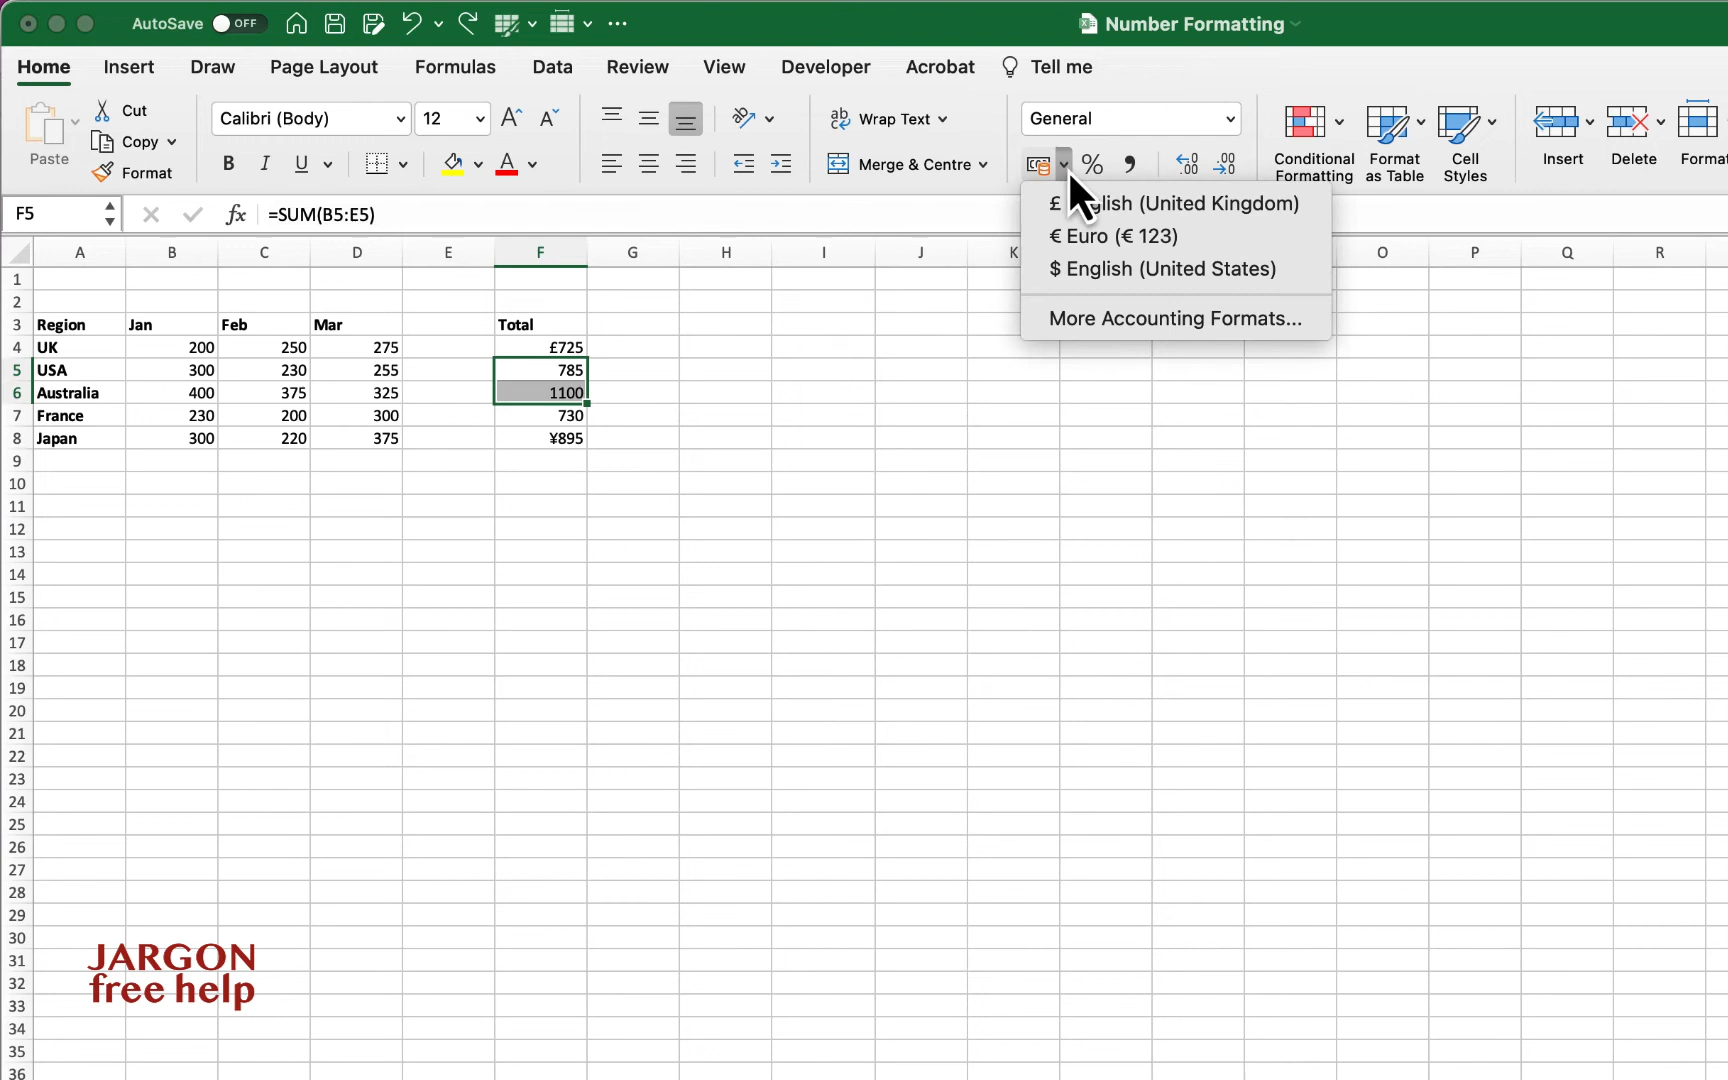 AutoSave OFF
Number Formatting
Home Insert Draw Page Layout Formulas Data Review View Developer Acrobat Tell me
Paste
Cut
Copy
Format
Calibri (Body) 12
B I U A
Wrap Text
Merge & Centre
General
% ,
Conditional Formatting
Format as Table
Cell Styles
Insert
Delete
F5 fx =SUM(B5:E5)
£ (United Kingdom)
€ Euro (€ 123)
$ English (United States)
More Accounting Formats...
A B C D E F G H I J K O P Q R
1
2
3 Region Jan Feb Mar Total
4 UK 200 250 275 £725
5 USA 300 230 255 785
6 Australia 400 375 325 1100
7 France 230 200 300 730
8 Japan 300 220 375 ¥895
9
10
11
12
13
14
15
16
17
18
19
20
21
22
23
24
25
26
27
28
29
30
31
32
33
34
35
36
JARGON
free help